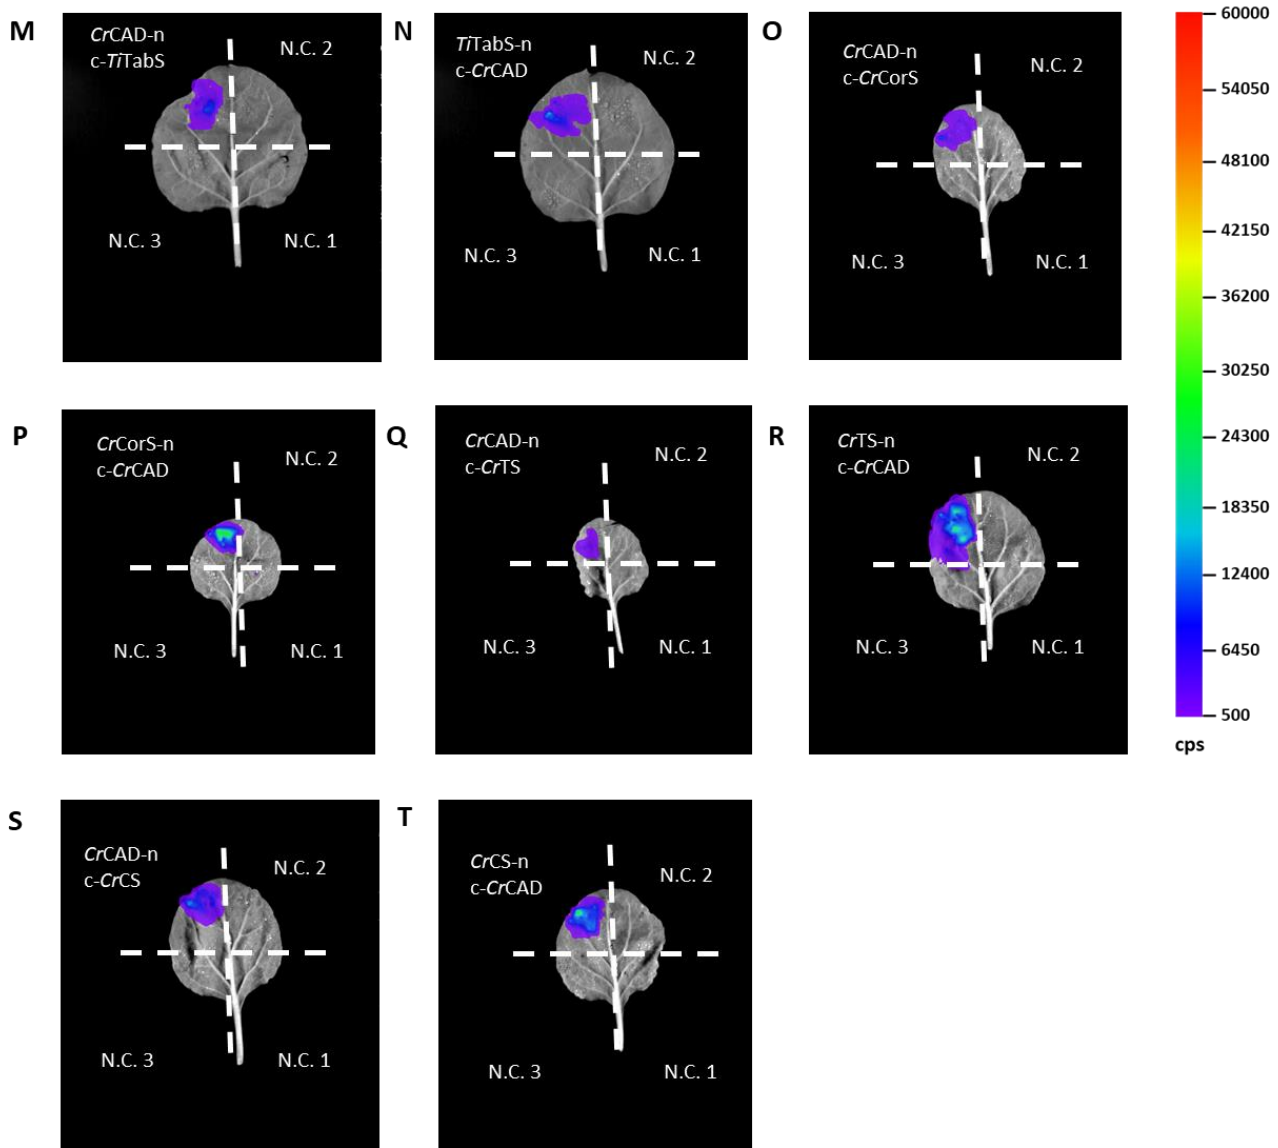 M
CrCAD-n
c-TiTabS
N.C. 2
N.C. 3
N.C. 1
N
TiTabS-n
c-CrCAD
N.C. 2
N.C. 3
N.C. 1
O
CrCAD-n
c-CrCorS
N.C. 2
N.C. 3
N.C. 1
60000
54050
48100
42150
36200
30250
24300
18350
12400
6450
500
cps
P
CrCorS-n
c-CrCAD
N.C. 2
N.C. 3
N.C. 1
Q
CrCAD-n
c-CrTS
N.C. 2
N.C. 3
N.C. 1
R
CrTS-n
c-CrCAD
N.C. 2
N.C. 3
N.C. 1
S
CrCAD-n
c-CrCS
N.C. 2
N.C. 3
N.C. 1
T
CrCS-n
c-CrCAD
N.C. 2
N.C. 3
N.C. 1